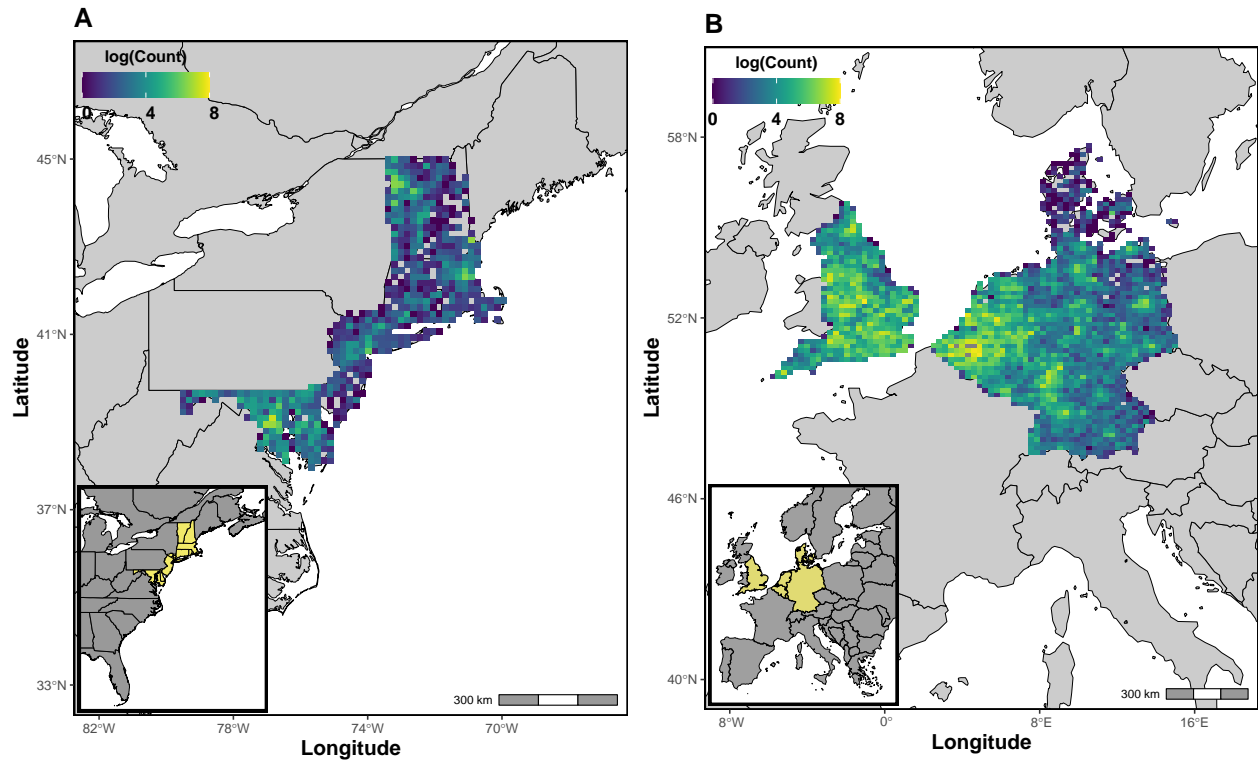 A
log(Count)
0 4 8
45°N
41°N
37°N
33°N
Latitude
300 km
82°W 78°W 74°W 70°W
Longitude
B
log(Count)
0 4 8
58°N
52°N
46°N
40°N
Latitude
300 km
8°W 0° 8°E 16°E
Longitude